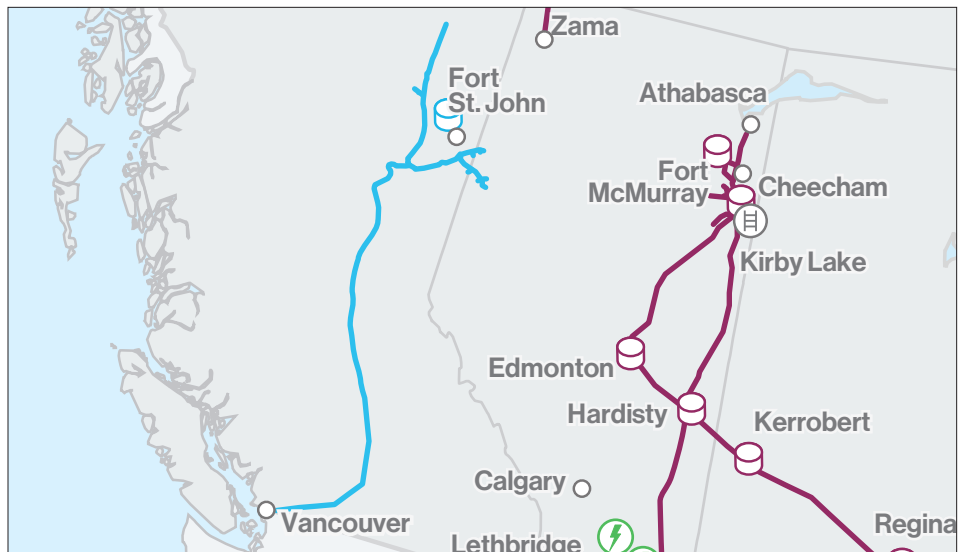 Zama
Fort
St. John
Athabasca
Fort
McMurray
Cheecham
Kirby Lake
Edmonton
Hardisty
Kerrobert
Calgary
Vancouver
Regina
Lethbridge